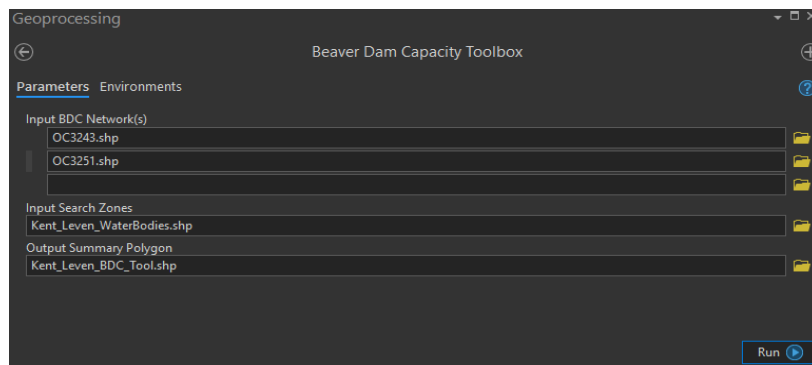 Geoprocessing
Beaver Dam Capacity Toolbox
Parameters Environments
Input BDC Network(s)
OC3243.shp
OC3251.shp
Input Search Zones
Kent_Leven_WaterBodies.shp
Output Summary Polygon
Kent_Leven_BDC_Tool.shp
Run